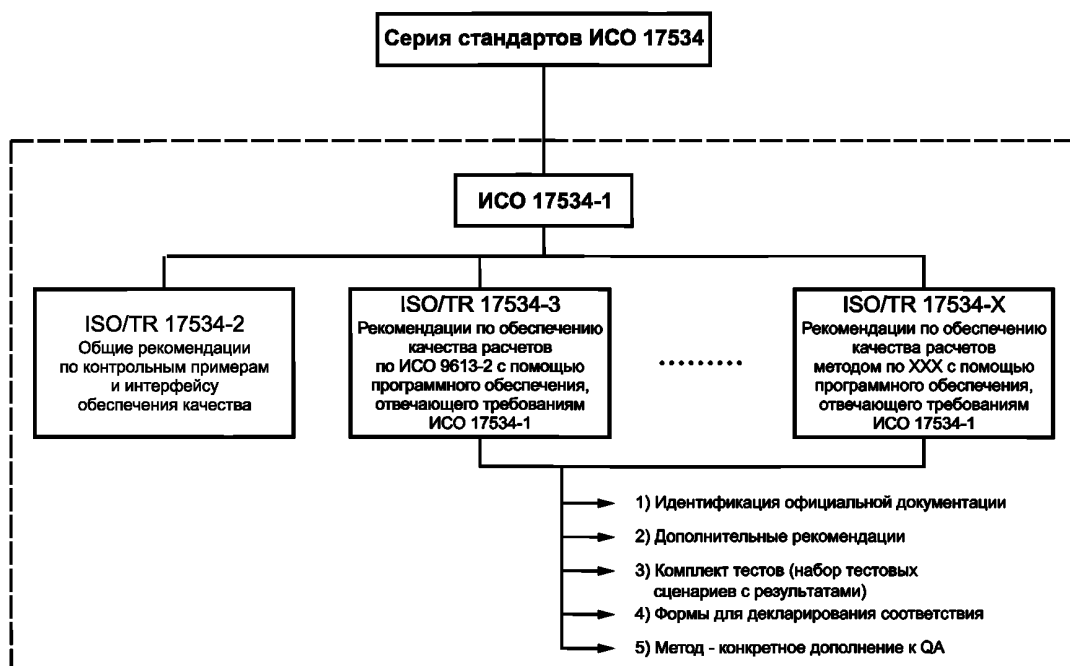 Серия стандартов ИСО 17534
ИСО 17534-1
ISO/TR 17534-2
Общие рекомендации
по контрольным примерам
и интерфейсу
обеспечения качества
ISO/TR 17534-3
Рекомендации по обеспечению
качества расчетов
по ИСО 9613-2 с помощью
программного обеспечения,
отвечающего требованиям
ИСО 17534-1
ISO/TR 17534-X
Рекомендации по обеспечению
качества расчетов
методом по XXX с помощью
программного обеспечения,
отвечающего требованиям
ИСО 17534-1
1) Идентификация официальной документации
2) Дополнительные рекомендации
3) Комплект тестов (набор тестовых
сценариев с результатами)
4) Формы для декларирования соответствия
5) Метод - конкретное дополнение к QA